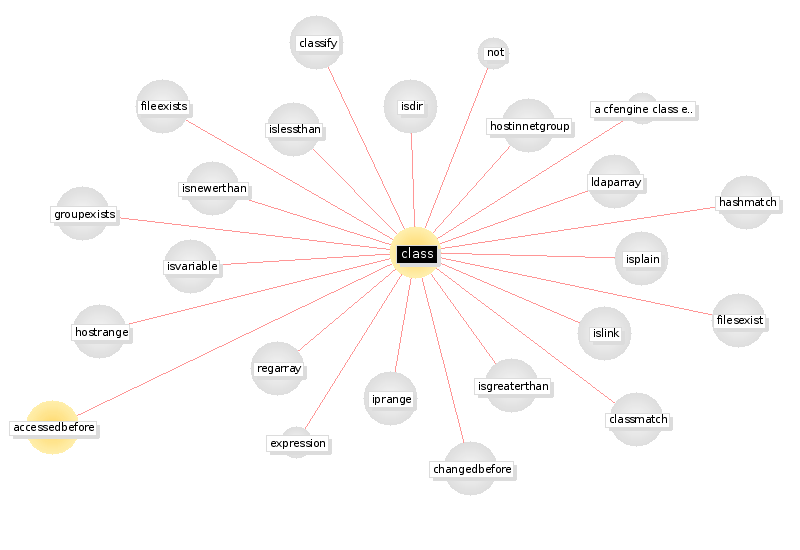 classify
not
fileexists
isdir
a cfengine class e..
islessthan
hostinnetgroup
isnewerthan
ldaparray
hashmatch
groupexists
class
isvariable
isplain
filesexist
hostrange
islink
regarray
isgreaterthan
iprange
classmatch
accessedbefore
expression
changedbefore